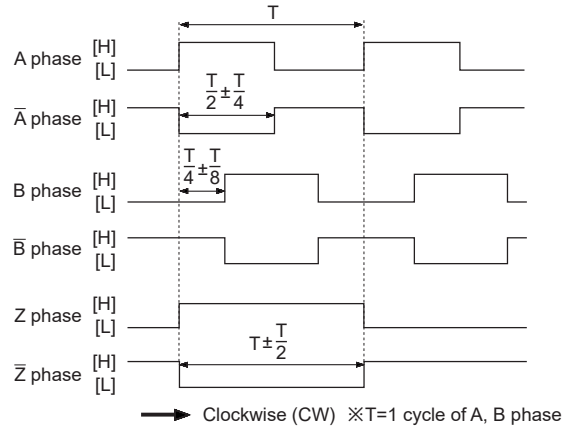 T
A phase [H]
[L]
A̅ phase [H]
[L]
T/2 ± T/4
B phase [H]
[L]
T/4 ± T/8
B̅ phase [H]
[L]
Z phase [H]
[L]
T ± T/2
Z̅ phase [H]
[L]
Clockwise (CW) ※T=1 cycle of A, B phase